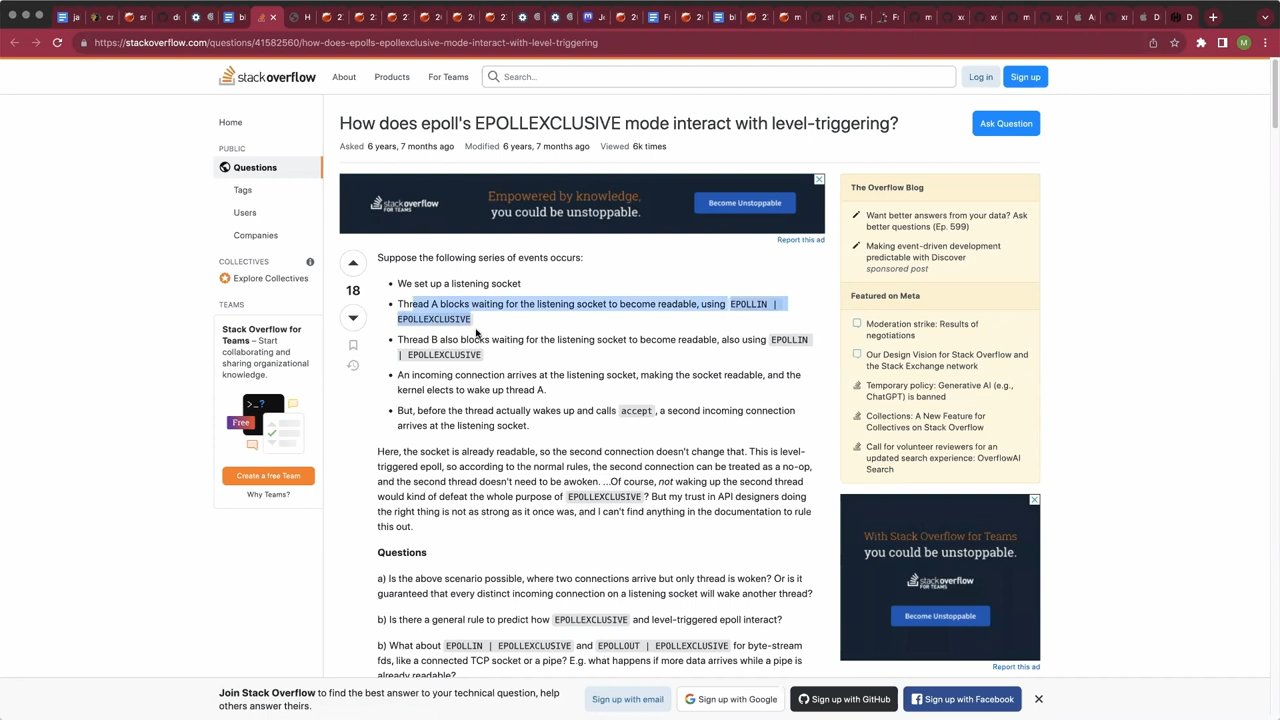 https://stackoverflow.com/questions/41582560/how-does-epolls-epollexclusive-mode-interact-with-level-triggering
M
stackoverflow
About
Products
For Teams
Search...
Log in
Sign up
Home
PUBLIC
Questions
Tags
Users
Companies
COLLECTIVES
Explore Collectives
TEAMS
Stack Overflow for
Teams – Start
collaborating and
sharing organizational
knowledge.
>_?
Free
Create a free Team
Why Teams?
How does epoll's EPOLLEXCLUSIVE mode interact with level-triggering?
Ask Question
Asked 6 years, 7 months ago Modified 6 years, 7 months ago Viewed 6k times
stackoverflow
FOR TEAMS
Empowered by knowledge,
you could be unstoppable.
Become Unstoppable
Report this ad
18
Suppose the following series of events occurs:
• We set up a listening socket
• Thread A blocks waiting for the listening socket to become readable, using EPOLLIN |
EPOLLEXCLUSIVE
• Thread B also blocks waiting for the listening socket to become readable, also using EPOLLIN
| EPOLLEXCLUSIVE
• An incoming connection arrives at the listening socket, making the socket readable, and the
kernel elects to wake up thread A.
• But, before the thread actually wakes up and calls accept, a second incoming connection
arrives at the listening socket.
Here, the socket is already readable, so the second connection doesn't change that. This is level-
triggered epoll, so according to the normal rules, the second connection can be treated as a no-op,
and the second thread doesn't need to be awoken. ...Of course, not waking up the second thread
would kind of defeat the whole purpose of EPOLLEXCLUSIVE? But my trust in API designers doing
the right thing is not as strong as it once was, and I can't find anything in the documentation to rule
this out.
Questions
a) Is the above scenario possible, where two connections arrive but only thread is woken? Or is it
guaranteed that every distinct incoming connection on a listening socket will wake another thread?
b) Is there a general rule to predict how EPOLLEXCLUSIVE and level-triggered epoll interact?
b) What about EPOLLIN | EPOLLEXCLUSIVE and EPOLLOUT | EPOLLEXCLUSIVE for byte-stream
fds, like a connected TCP socket or a pipe? E.g. what happens if more data arrives while a pipe is
already readable?
The Overflow Blog
Want better answers from your data? Ask
better questions (Ep. 599)
Making event-driven development
predictable with Discover
sponsored post
Featured on Meta
Moderation strike: Results of
negotiations
Our Design Vision for Stack Overflow and
the Stack Exchange network
Temporary policy: Generative AI (e.g.,
ChatGPT) is banned
Collections: A New Feature for
Collectives on Stack Overflow
Call for volunteer reviewers for an
updated search experience: OverflowAI
Search
With Stack Overflow for Teams
you could be unstoppable.
stackoverflow
FOR TEAMS
Become Unstoppable
Report this ad
Join Stack Overflow to find the best answer to your technical question, help
others answer theirs.
Sign up with email
Sign up with Google
Sign up with GitHub
Sign up with Facebook